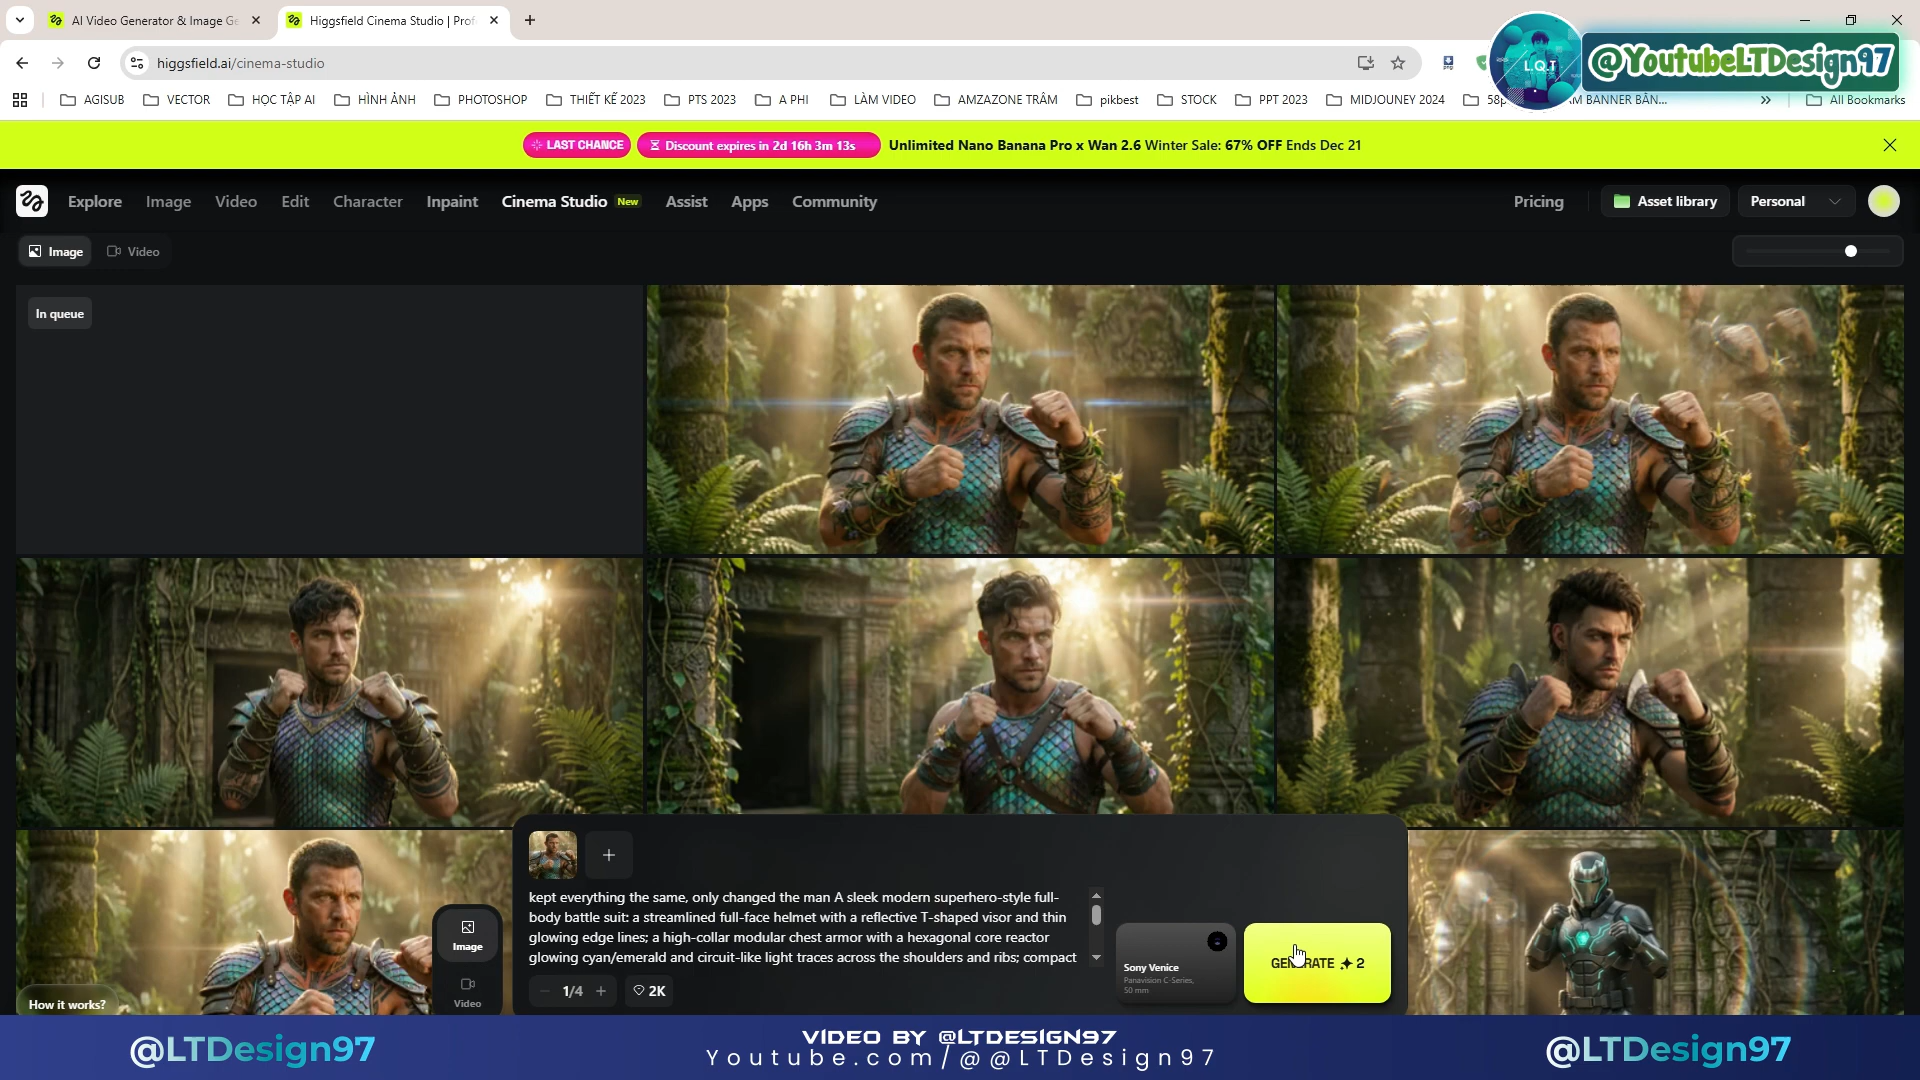 AI Video Generator & Image Ge
Higgsfield Cinema Studio | Prof
higgsfield.ai/cinema-studio
L.Q.T
@YoutubeLTDesign97
AGISUB
VECTOR
HỌC TẬP AI
HÌNH ẢNH
PHOTOSHOP
THIẾT KẾ 2023
PTS 2023
A PHI
LÀM VIDEO
AMZAZONE TRÂM
pikbest
STOCK
PPT 2023
MIDJOUNEY 2024
All Bookmarks
LAST CHANCE
Discount expires in 2d 16h 3m 13s
Unlimited Nano Banana Pro x Wan 2.6 Winter Sale: 67% OFF Ends Dec 21
Explore
Image
Video
Edit
Character
Inpaint
Cinema Studio New
Assist
Apps
Community
Pricing
Asset library
Personal
Image
Video
In queue
kept everything the same, only changed the man A sleek modern superhero-style full-
body battle suit: a streamlined full-face helmet with a reflective T-shaped visor and thin
glowing edge lines; a high-collar modular chest armor with a hexagonal core reactor
glowing cyan/emerald and circuit-like light traces across the shoulders and ribs; compact
Image
Video
1/4
2K
Sony Venice
Panavision C-Series,
50 mm
GENERATE 2
How it works?
@LTDesign97
VIDEO BY @LTDESIGN97
Youtube.com/@@LTDesign97
@LTDesign97